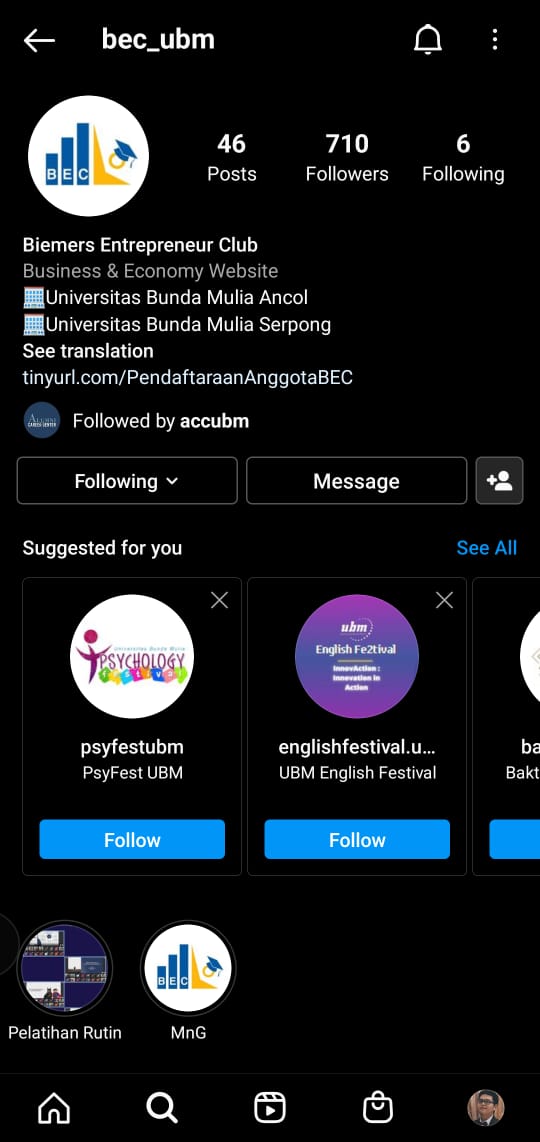 bec_ubm
BEC
46
Posts
710
Followers
6
Following
Biemers Entrepreneur Club
Business & Economy Website
Universitas Bunda Mulia Ancol
Universitas Bunda Mulia Serpong
See translation
tinyurl.com/PendaftaraanAnggotaBEC
ALUMNI
CAREER CENTER
Followed by accubm
Following
Message
Suggested for you
See All
Universitas Bunda Mulia
PSYCHOLOGY
festival
psyfestubm
PsyFest UBM
Follow
ubm
English Fe2tival
InnovAction :
Innovation in
Action
englishfestival.u...
UBM English Festival
Follow
ba
Bakt
Pelatihan Rutin
BEC
MnG